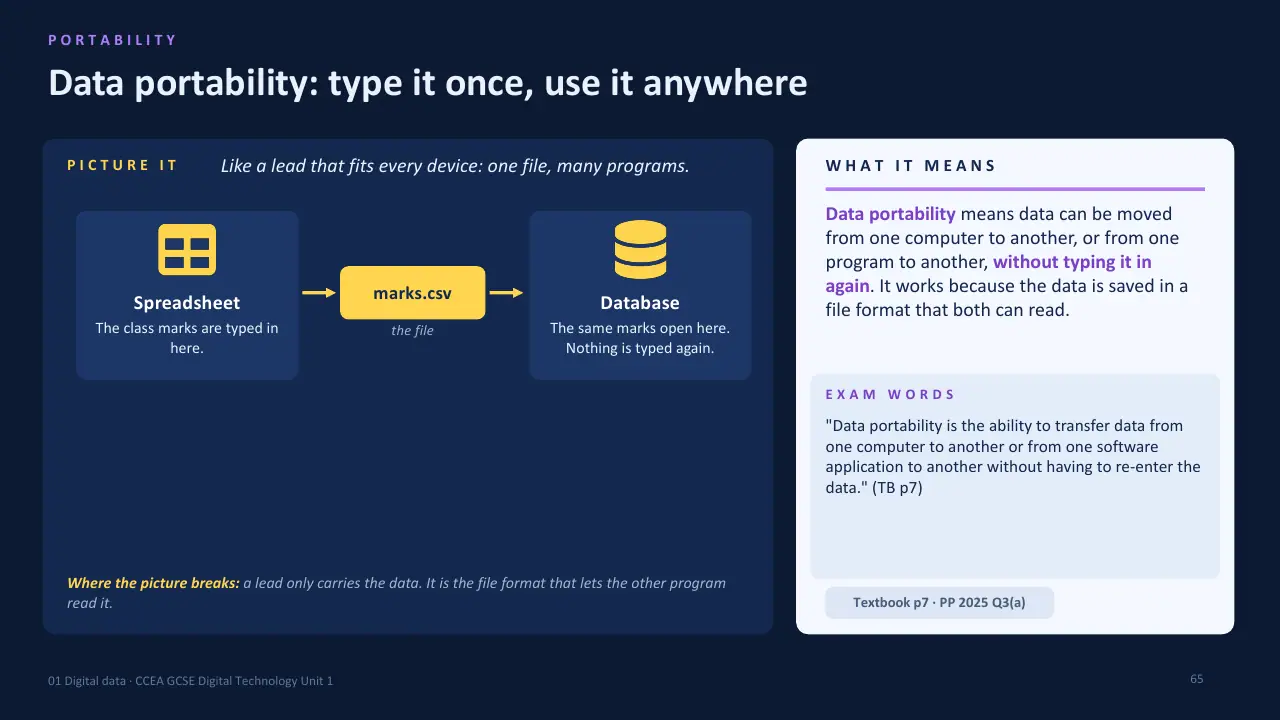 PORTABILITY
Data portability: type it once, use it anywhere
PICTURE IT
Like a lead that fits every device: one file, many programs.
Spreadsheet
The class marks are typed in
here.
marks.csv
the file
Database
The same marks open here.
Nothing is typed again.
Where the picture breaks: a lead only carries the data. It is the file format that lets the other program
read it.
WHAT IT MEANS
Data portability means data can be moved
from one computer to another, or from one
program to another, without typing it in
again. It works because the data is saved in a
file format that both can read.
EXAM WORDS
"Data portability is the ability to transfer data from
one computer to another or from one software
application to another without having to re-enter the
data." (TB p7)
Textbook p7 · PP 2025 Q3(a)
01 Digital data · CCEA GCSE Digital Technology Unit 1
65